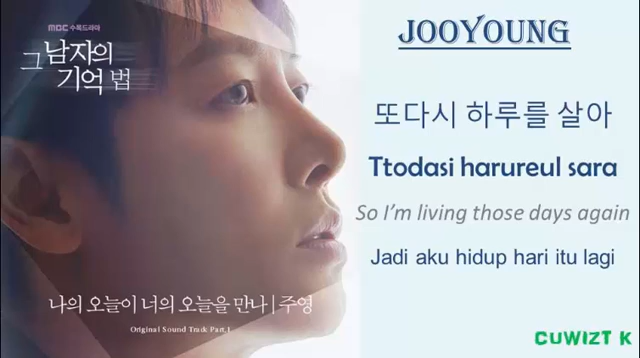 MBC 수목드라마
그 남자의
기억 법
나의 오늘이 너의 오늘을 만나 | 주영
Original Sound Track Part.1
JOOYOUNG
또다시 하루를 살아
Ttodasi harureul sara
So I'm living those days again
Jadi aku hidup hari itu lagi
CUWIZT K